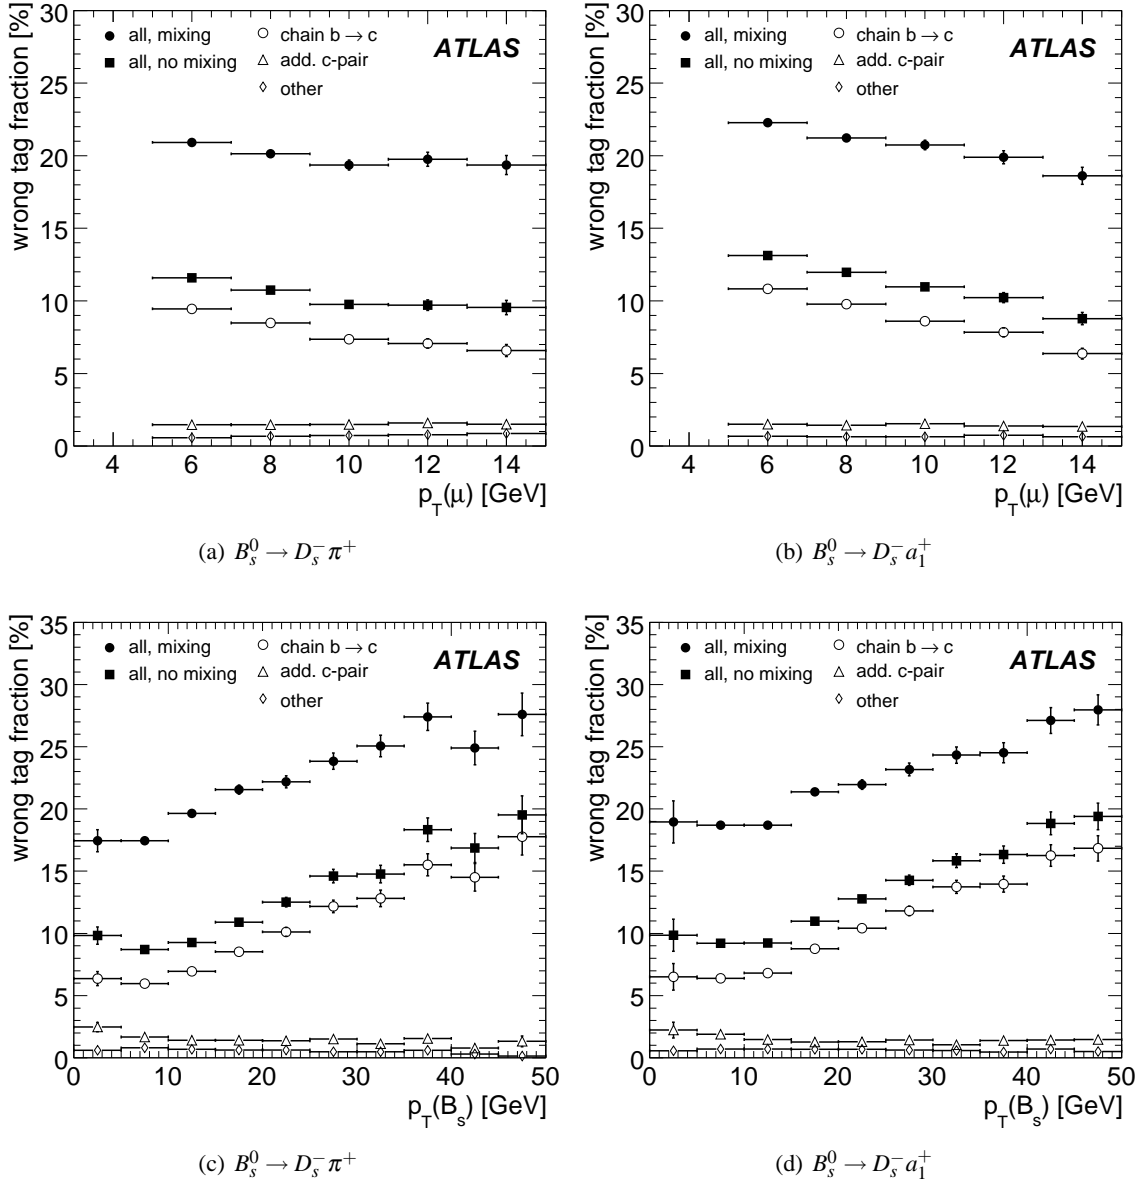 wrong tag fraction [%]
30
25
20
15
10
5
0
all, mixing
all, no mixing
chain b → c
add. c-pair
other
ATLAS
4 6 8 10 12 14
p_T(μ) [GeV]
(a) B_s^0 → D_s^- π^+
wrong tag fraction [%]
30
25
20
15
10
5
0
all, mixing
all, no mixing
chain b → c
add. c-pair
other
ATLAS
4 6 8 10 12 14
p_T(μ) [GeV]
(b) B_s^0 → D_s^- a_1^+
wrong tag fraction [%]
35
30
25
20
15
10
5
0
all, mixing
all, no mixing
chain b → c
add. c-pair
other
ATLAS
0 10 20 30 40 50
p_T(B_s) [GeV]
(c) B_s^0 → D_s^- π^+
wrong tag fraction [%]
35
30
25
20
15
10
5
0
all, mixing
all, no mixing
chain b → c
add. c-pair
other
ATLAS
0 10 20 30 40 50
p_T(B_s) [GeV]
(d) B_s^0 → D_s^- a_1^+